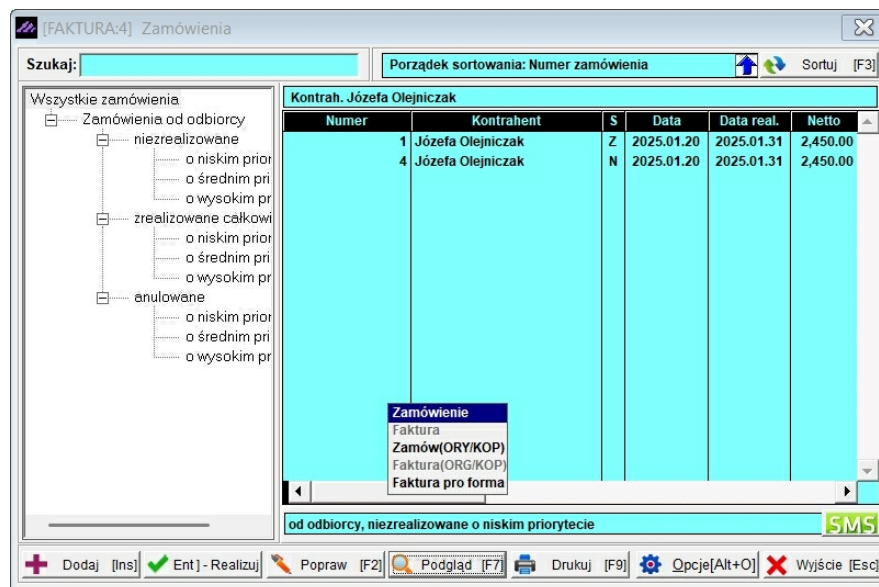 [FAKTURA:4] Zamówienia
Szukaj:
Porządek sortowania: Numer zamówienia
Sortuj [F3]
Wszystkie zamówienia
Zamówienia od odbiorcy
niezrealizowane
o niskim prior
o średnim pri
o wysokim pr
zrealizowane całkowi
o niskim prior
o średnim pri
o wysokim pr
anulowane
o niskim prior
o średnim pri
o wysokim pr
Kontrah. Józefa Olejniczak
Numer Kontrahent S Data Data real. Netto
1 Józefa Olejniczak Z 2025.01.20 2025.01.31 2,450.00
4 Józefa Olejniczak N 2025.01.20 2025.01.31 2,450.00
Zamówienie
Faktura
Zamów(ORY/KOP)
Faktura(ORG/KOP)
Faktura pro forma
od odbiorcy, niezrealizowane o niskim priorytecie
SMS
Dodaj [Ins] Ent] - Realizuj Popraw [F2] Podgląd [F7] Drukuj [F9] Opcje[Alt+O] Wyjście [Esc]